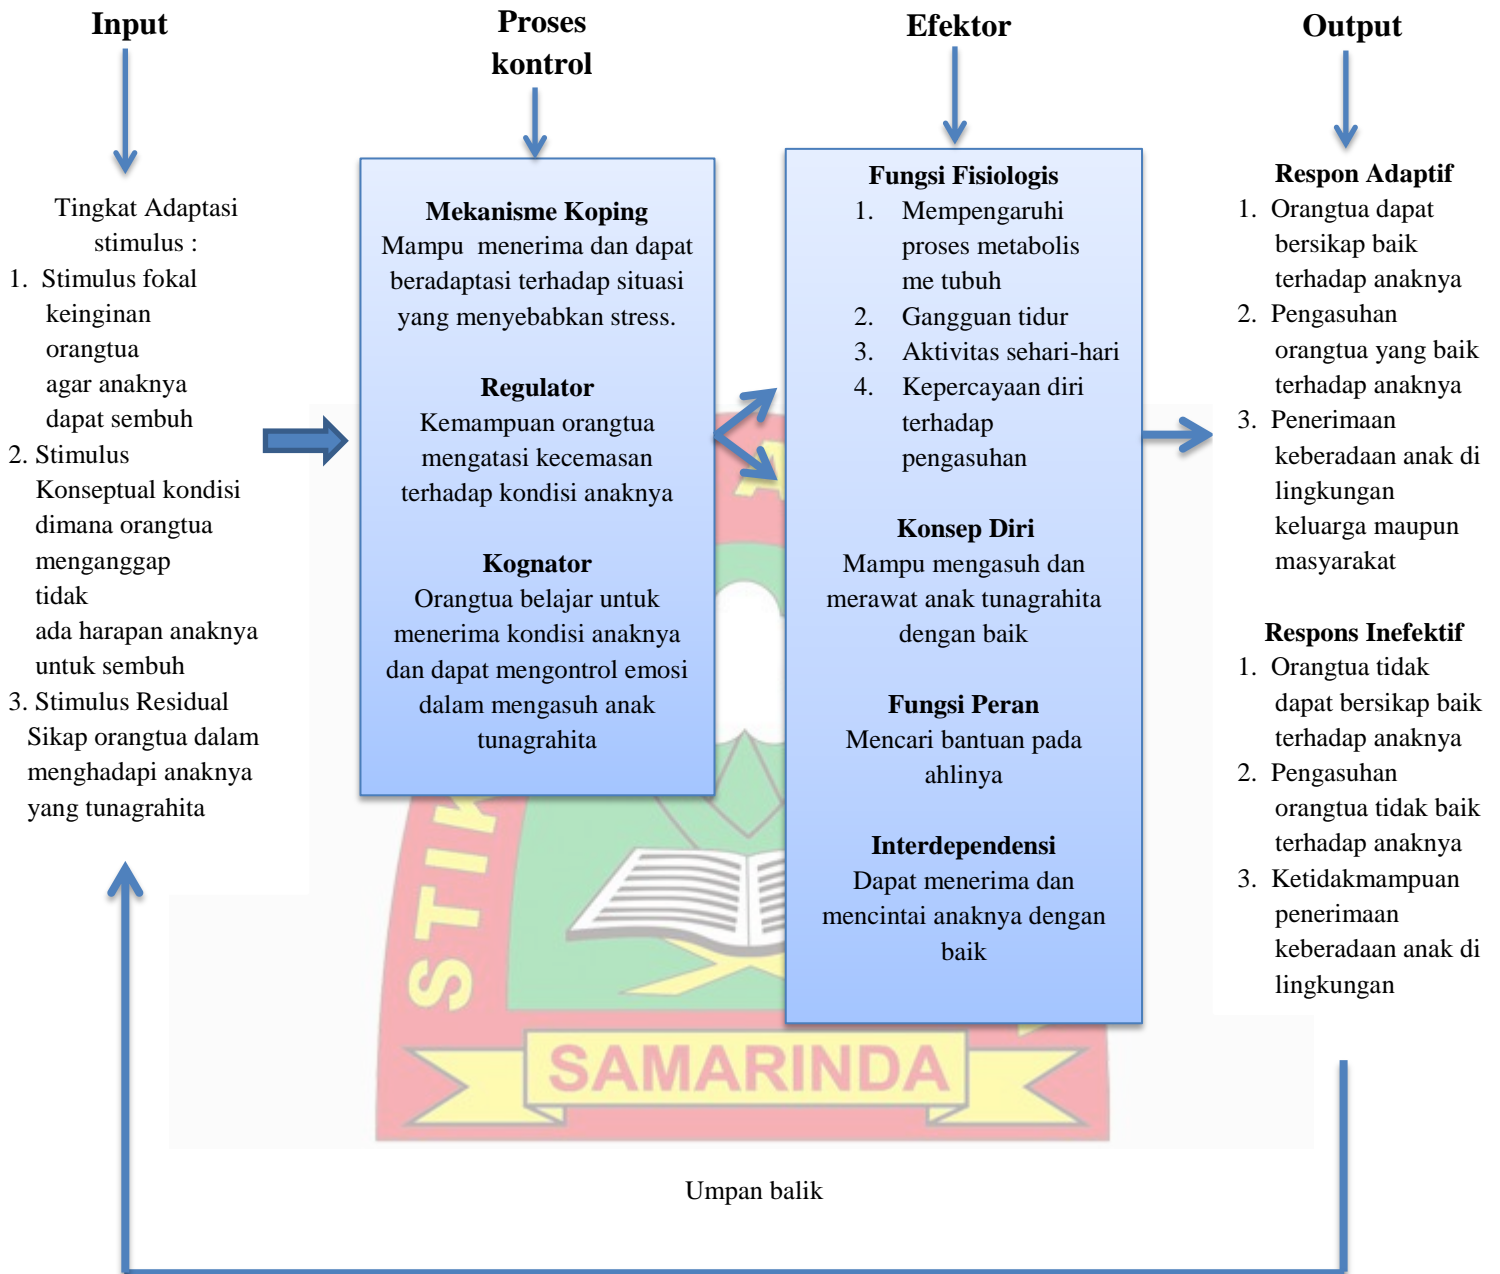 Input
Proses
kontrol
Efektor
Output
Tingkat Adaptasi
stimulus :
1. Stimulus fokal
keinginan
orangtua
agar anaknya
dapat sembuh
2. Stimulus
Konseptual kondisi
dimana orangtua
menganggap
tidak
ada harapan anaknya
untuk sembuh
3. Stimulus Residual
Sikap orangtua dalam
menghadapi anaknya
yang tunagrahita
Mekanisme Koping
Mampu menerima dan dapat
beradaptasi terhadap situasi
yang menyebabkan stress.
Regulator
Kemampuan orangtua
mengatasi kecemasan
terhadap kondisi anaknya
Kognator
Orangtua belajar untuk
menerima kondisi anaknya
dan dapat mengontrol emosi
dalam mengasuh anak
tunagrahita
Fungsi Fisiologis
1. Mempengaruhi
proses metabolis
me tubuh
2. Gangguan tidur
3. Aktivitas sehari-hari
4. Kepercayaan diri
terhadap
pengasuhan
Konsep Diri
Mampu mengasuh dan
merawat anak tunagrahita
dengan baik
Fungsi Peran
Mencari bantuan pada
ahlinya
Interdependensi
Dapat menerima dan
mencintai anaknya dengan
baik
Respon Adaptif
1. Orangtua dapat
bersikap baik
terhadap anaknya
2. Pengasuhan
orangtua yang baik
terhadap anaknya
3. Penerimaan
keberadaan anak di
lingkungan
keluarga maupun
masyarakat
Respons Inefektif
1. Orangtua tidak
dapat bersikap baik
terhadap anaknya
2. Pengasuhan
orangtua tidak baik
terhadap anaknya
3. Ketidakmampuan
penerimaan
keberadaan anak di
lingkungan
SAMARINDA
Umpan balik